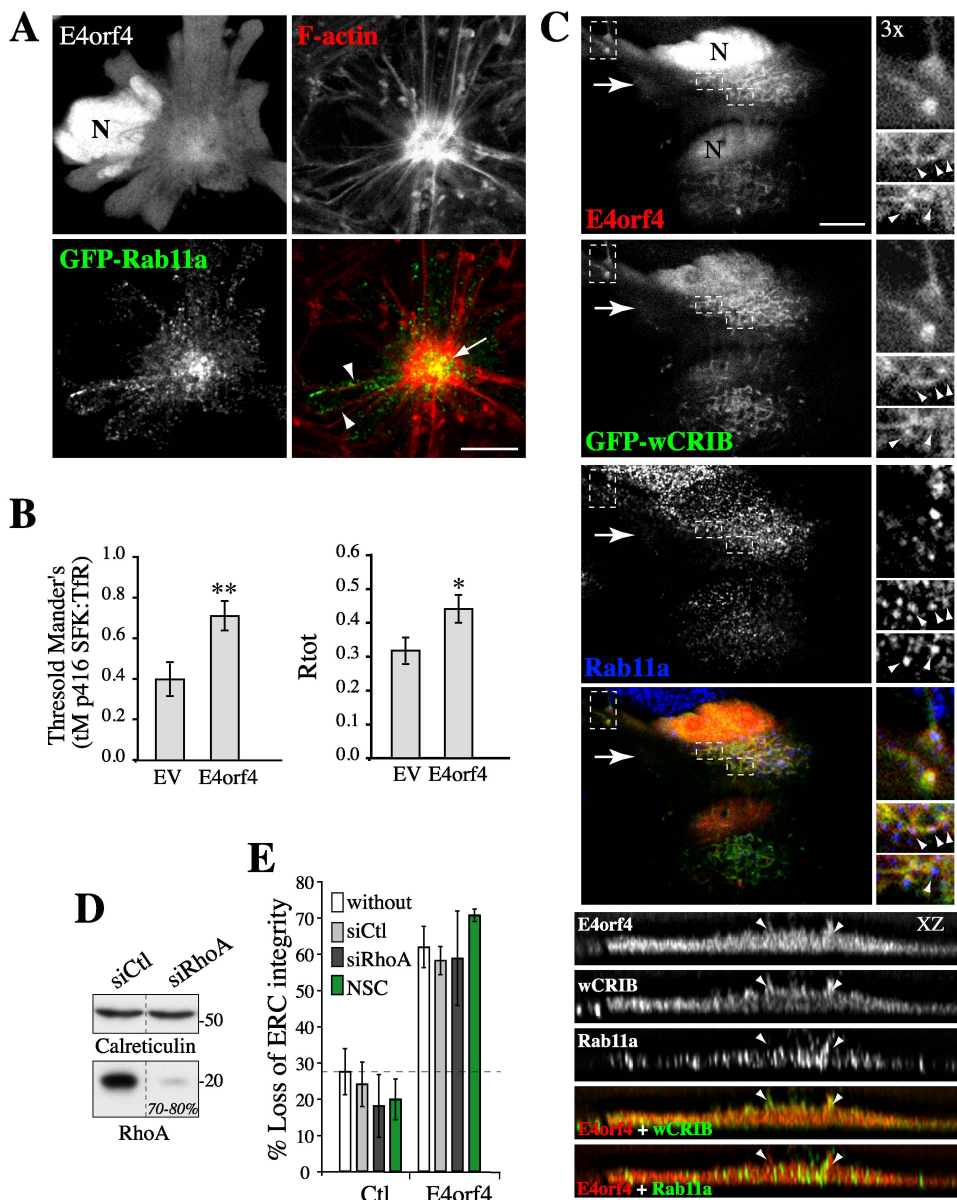 A
E4orf4
N
F-actin
GFP-Rab11a
B
Thresold Mander's
(tM p416 SFK:TfR)
1.0
0.8
0.6
0.4
0.2
0.0
**
EV
E4orf4
Rtot
0.6
0.5
0.4
0.3
0.2
0.1
0.0
*
EV
E4orf4
C
N
N
E4orf4
3x
GFP-wCRIB
Rab11a
E4orf4
XZ
wCRIB
Rab11a
E4orf4 + wCRIB
E4orf4 + Rab11a
D
siCtl
siRhoA
-50
Calreticulin
-20
70-80%
RhoA
E
% Loss of ERC integrity
80
70
60
50
40
30
20
10
0
without
siCtl
siRhoA
NSC
Ctl
E4orf4